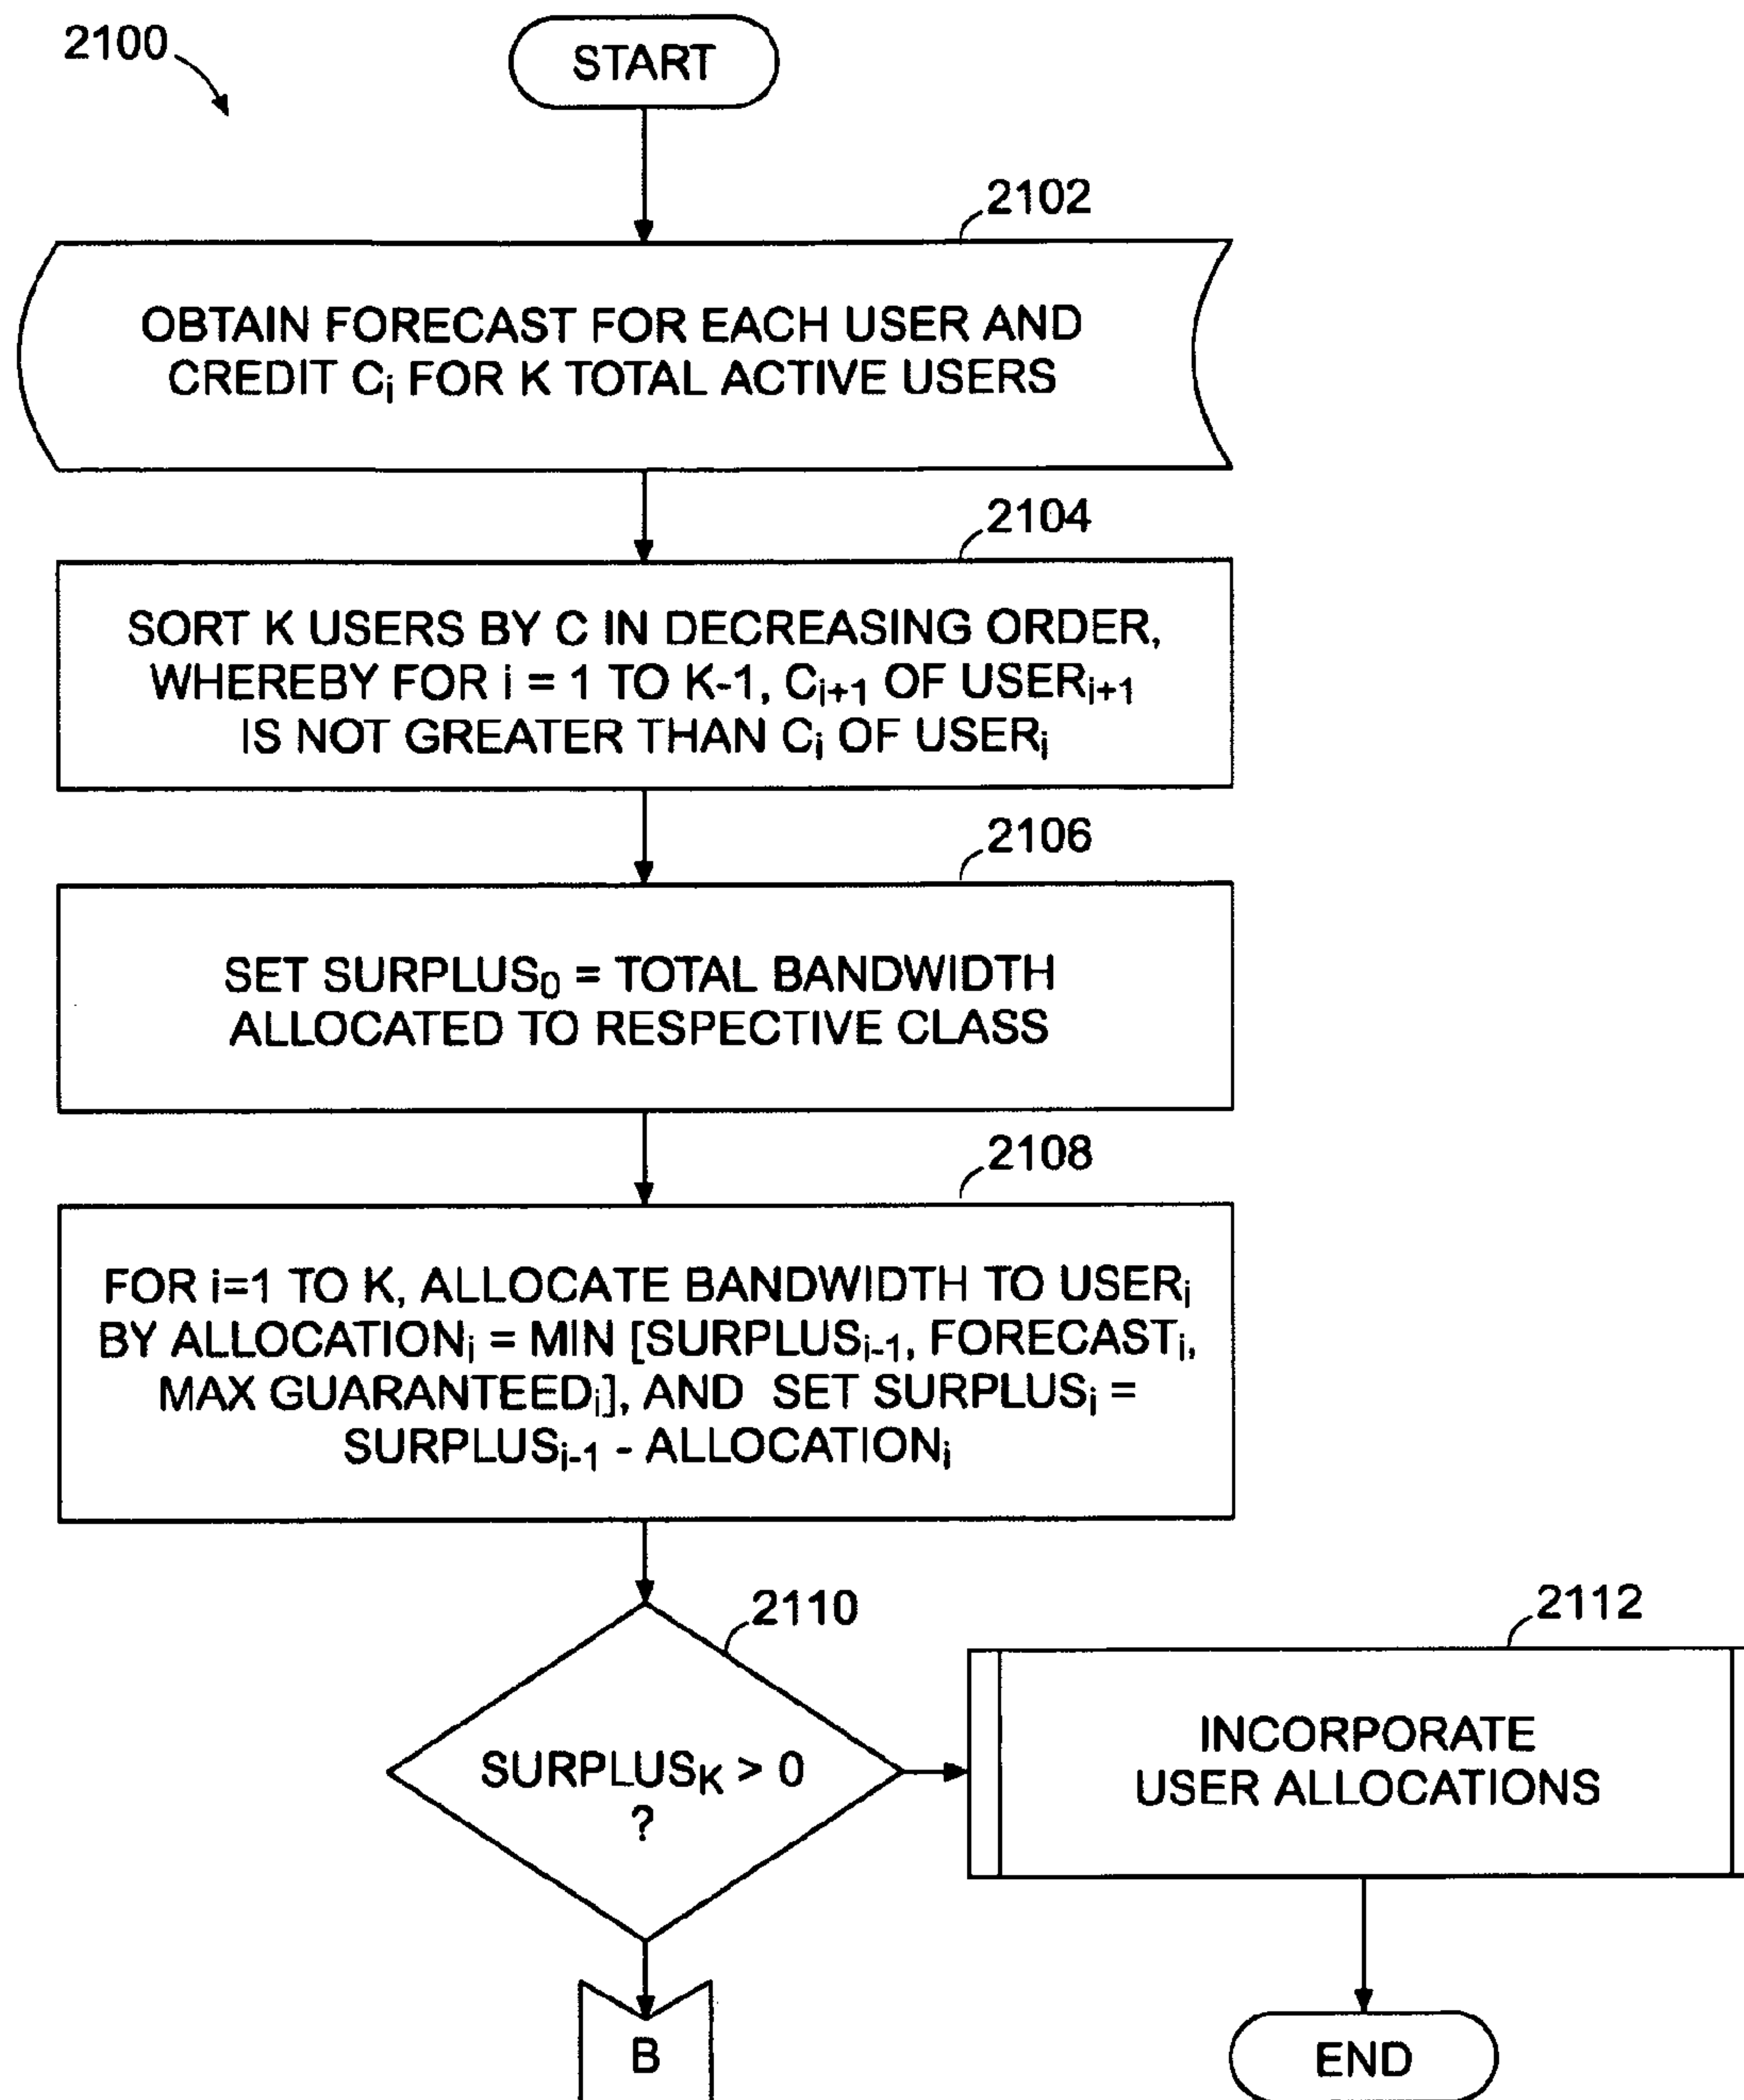 2100
START
2102
OBTAIN FORECAST FOR EACH USER AND
CREDIT Cᵢ FOR K TOTAL ACTIVE USERS
2104
SORT K USERS BY C IN DECREASING ORDER,
WHEREBY FOR i = 1 TO K-1, Cᵢ₊₁ OF USERᵢ₊₁
IS NOT GREATER THAN Cᵢ OF USERᵢ
2106
SET SURPLUS₀ = TOTAL BANDWIDTH
ALLOCATED TO RESPECTIVE CLASS
2108
FOR i=1 TO K, ALLOCATE BANDWIDTH TO USERᵢ
BY ALLOCATIONᵢ = MIN [SURPLUSᵢ₋₁, FORECASTᵢ,
MAX GUARANTEEDᵢ], AND SET SURPLUSᵢ =
SURPLUSᵢ₋₁ - ALLOCATIONᵢ
2110
SURPLUS_K > 0
?
2112
INCORPORATE
USER ALLOCATIONS
B
END